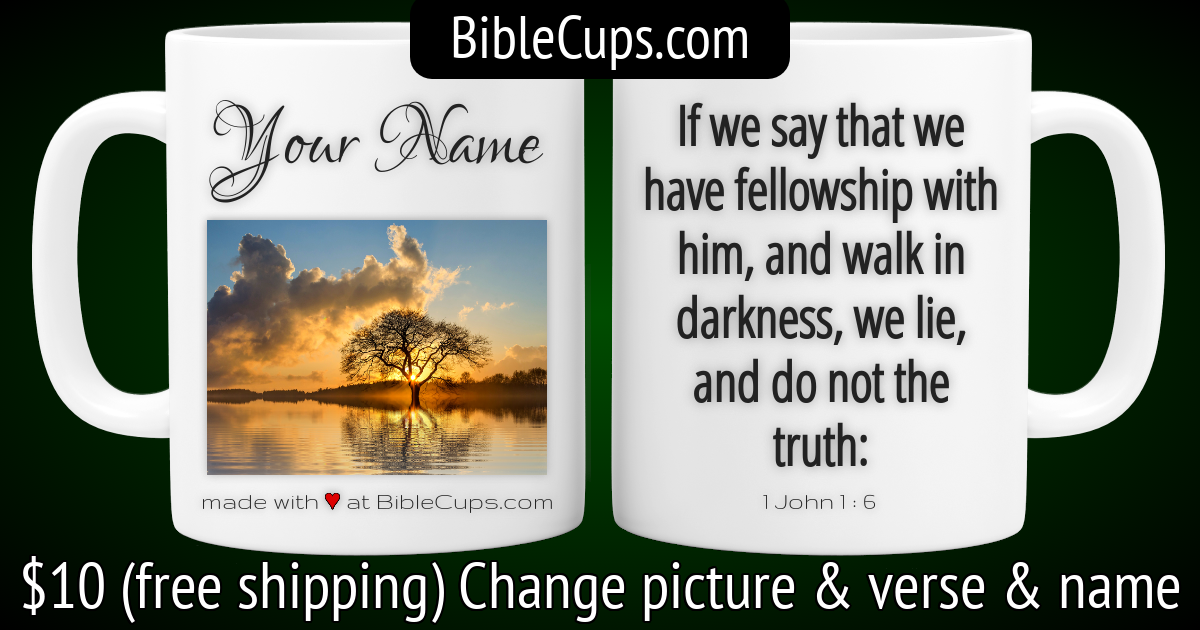 BibleCups.com
Your Name
made with ♥ at BibleCups.com
If we say that we
have fellowship with
him, and walk in
darkness, we lie,
and do not the
truth:
1 John 1 : 6
$10 (free shipping) Change picture & verse & name